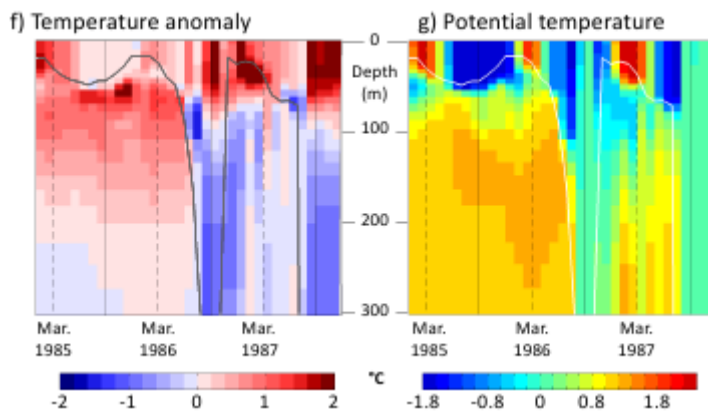 f) Temperature anomaly
g) Potential temperature
0
Depth
(m)
100
200
300
Mar.
1985
Mar.
1986
Mar.
1987
Mar.
1985
Mar.
1986
Mar.
1987
°C
-2 -1 0 1 2
-1.8 -0.8 0 0.8 1.8